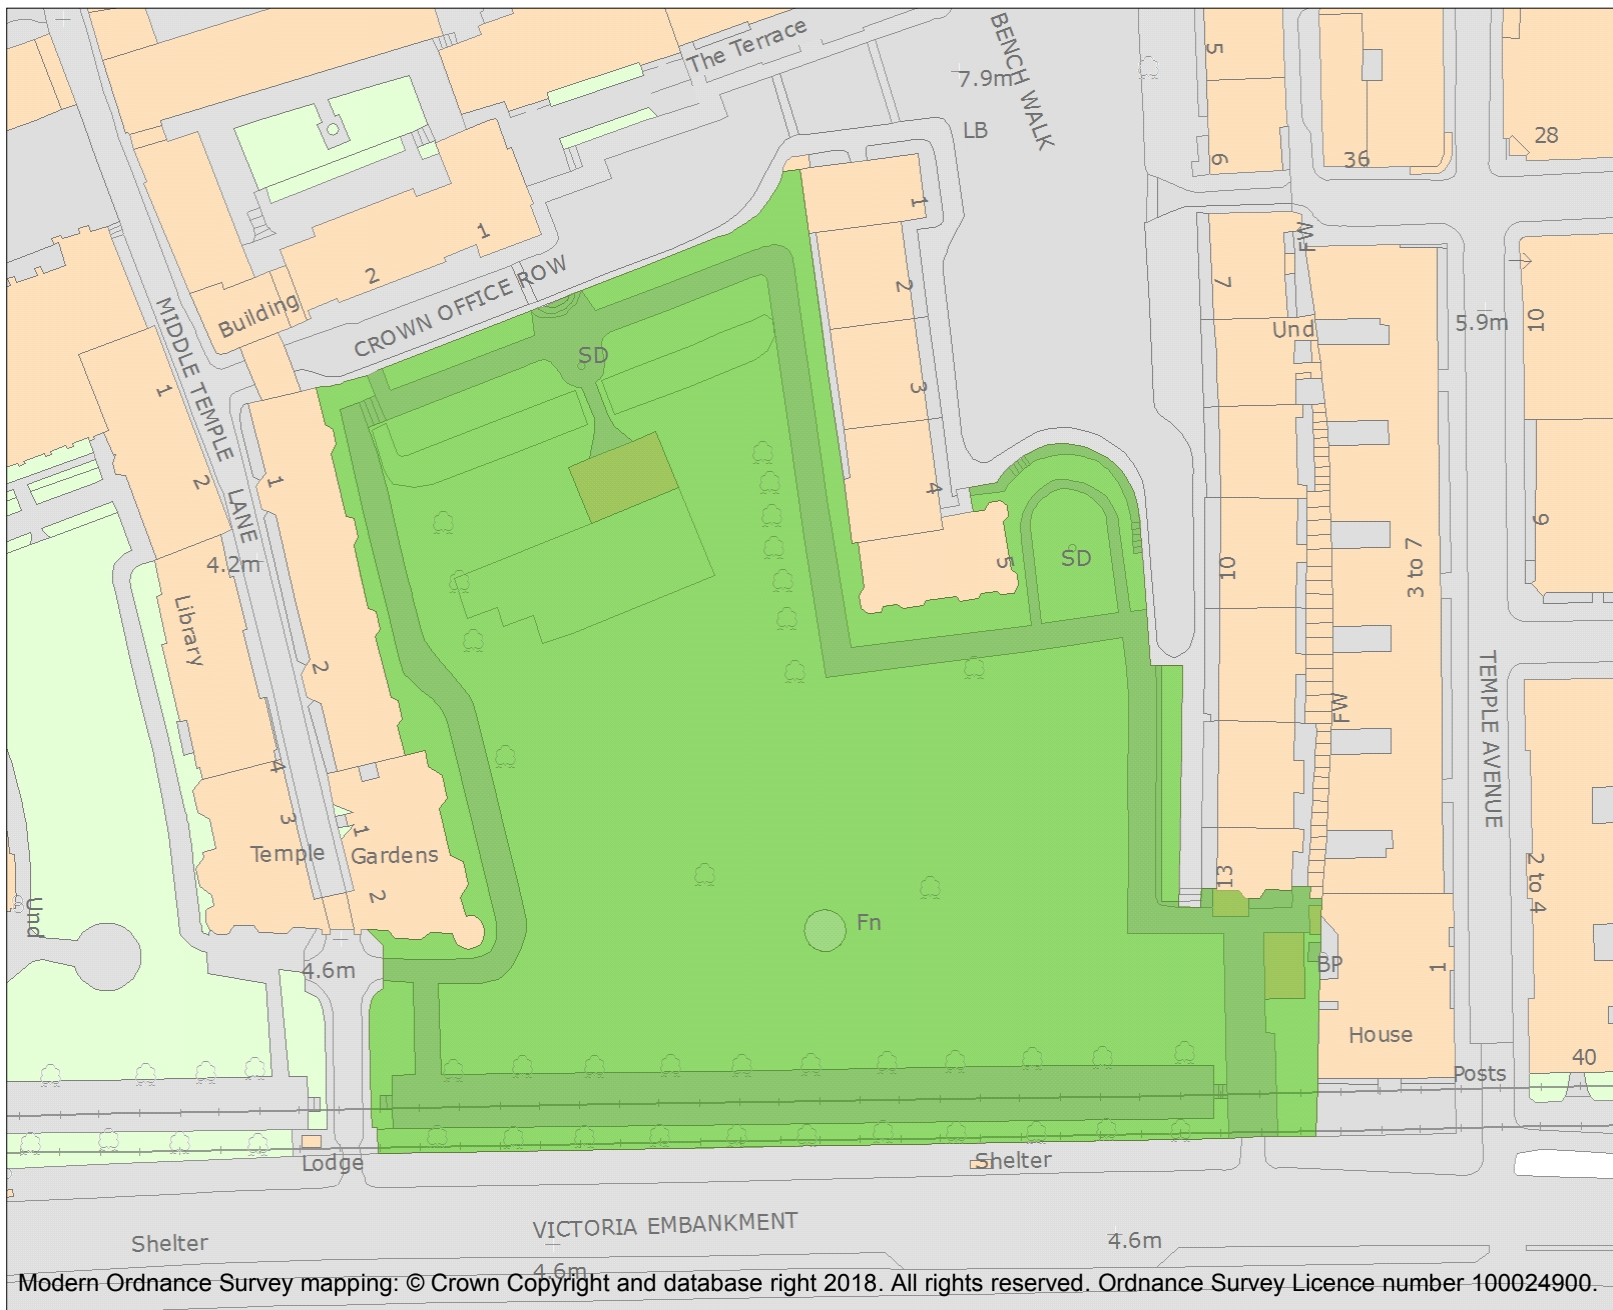 The Terrace
BENCH WALK
7.9m
LB
5
6
36
28
1
2
Building
CROWN OFFICE ROW
MIDDLE TEMPLE LANE
1
2
1
2
4.2m
Library
4
3
Temple Gardens
1
2
Und
4.6m
SD
1
2
3
4
5
SD
Fn
FW
7
Und
10
13
FW
3 to 7
5.9m
10
9
TEMPLE AVENUE
2 to 4
BP
1
House
Posts
40
Lodge
Shelter
VICTORIA EMBANKMENT
Shelter
4.6m
4.6m
Modern Ordnance Survey mapping: © Crown Copyright and database right 2018. All rights reserved. Ordnance Survey Licence number 100024900.